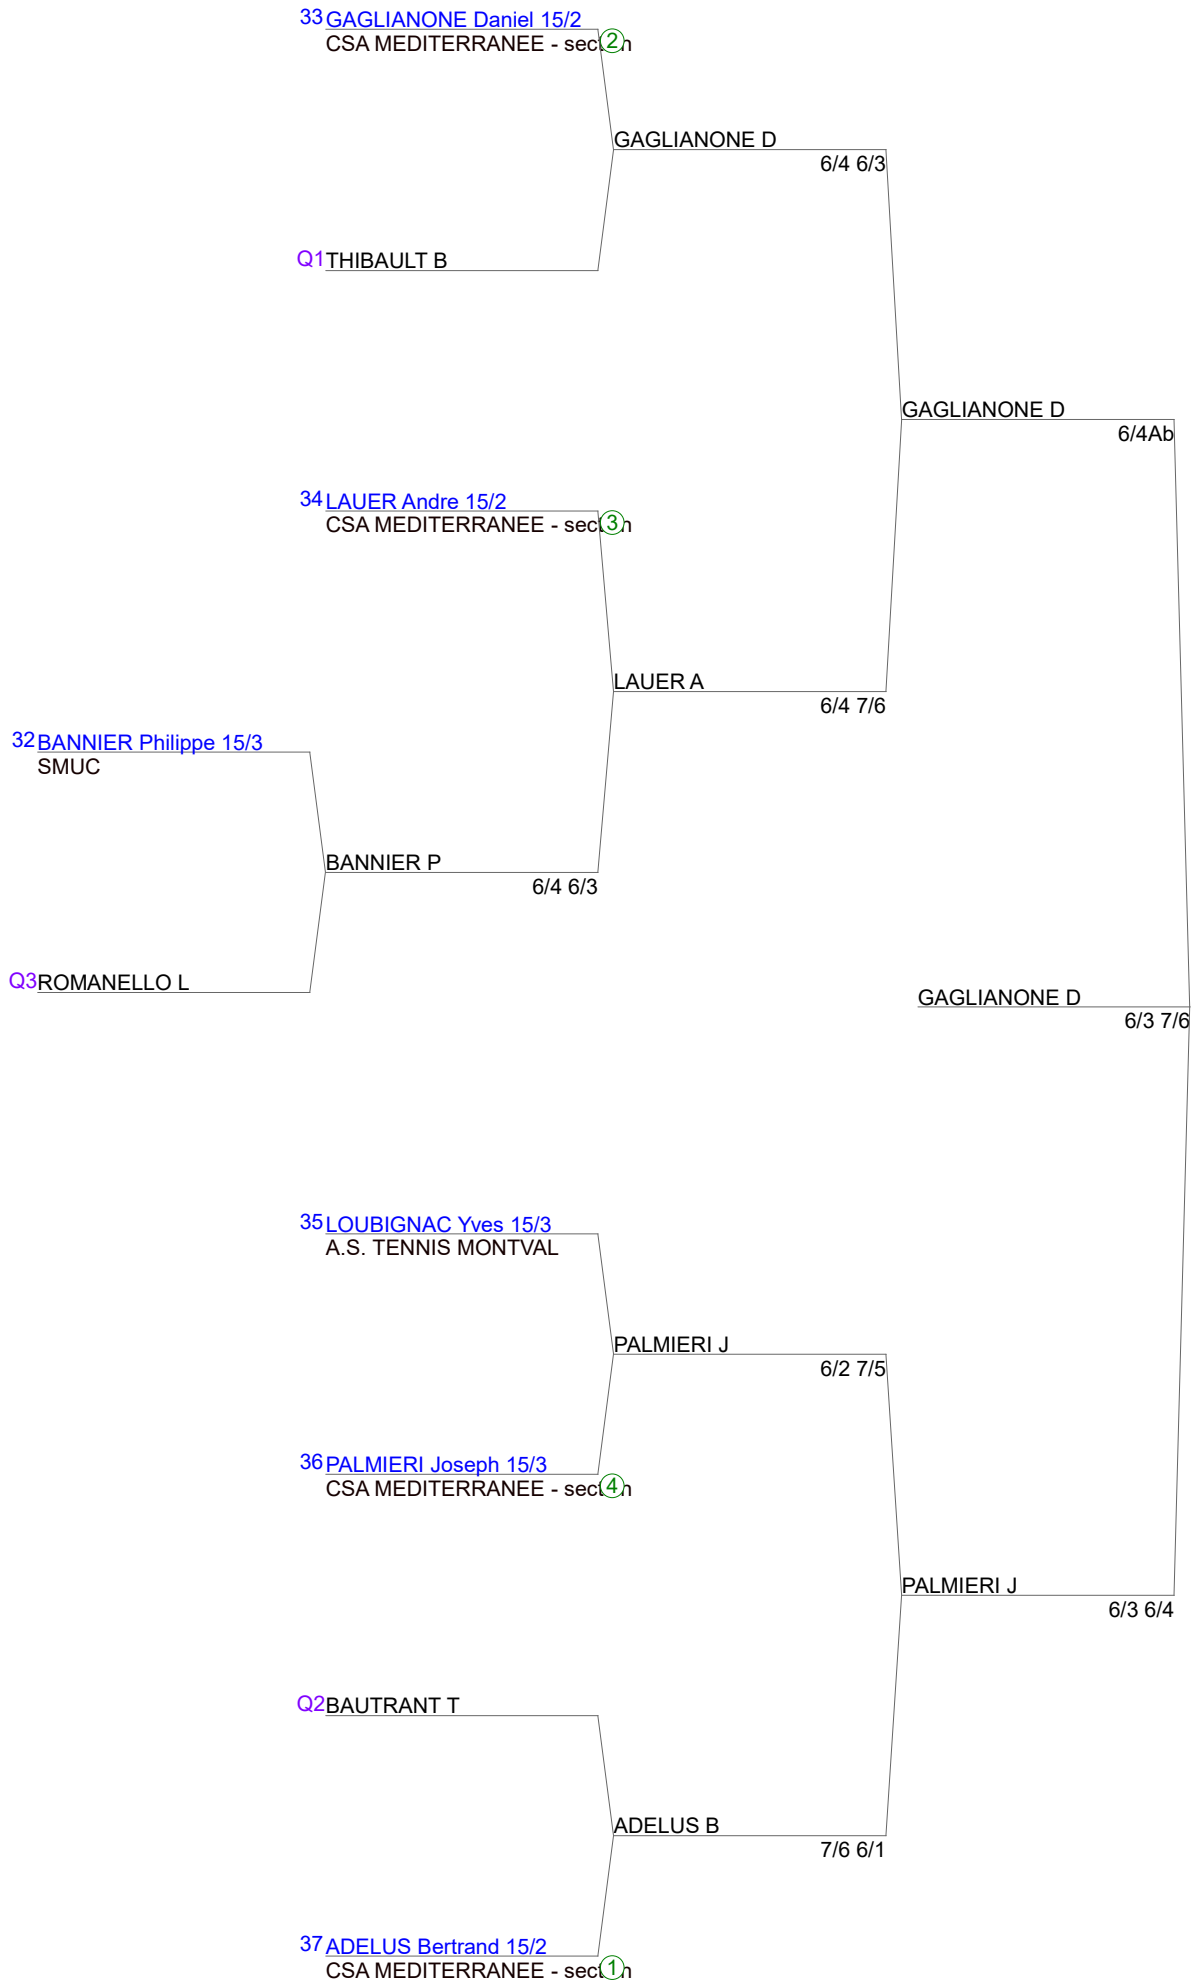 33 GAGLIANONE Daniel 15/2
CSA MEDITERRANEE - section 2
GAGLIANONE D
6/4 6/3
Q1 THIBAULT B
GAGLIANONE D
6/4Ab
34 LAUER Andre 15/2
CSA MEDITERRANEE - section 3
LAUER A
6/4 7/6
32 BANNIER Philippe 15/3
SMUC
BANNIER P
6/4 6/3
Q3 ROMANELLO L
GAGLIANONE D
6/3 7/6
35 LOUBIGNAC Yves 15/3
A.S. TENNIS MONTVAL
PALMIERI J
6/2 7/5
36 PALMIERI Joseph 15/3
CSA MEDITERRANEE - section 4
PALMIERI J
6/3 6/4
Q2 BAUTRANT T
ADELUS B
7/6 6/1
37 ADELUS Bertrand 15/2
CSA MEDITERRANEE - section 1